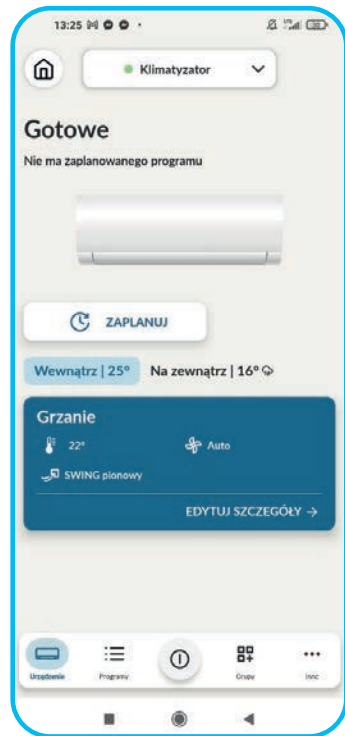 13:25
Klimatyzator
Gotowe
Nie ma zaplanowanego programu
ZAPLANUJ
Wewnątrz | 25° Na zewnątrz | 16°
Grzanie
22° Auto
SWING pionowy
EDYTUJ SZCZEGÓŁY →
Urządzenie Programy Grupy Inne